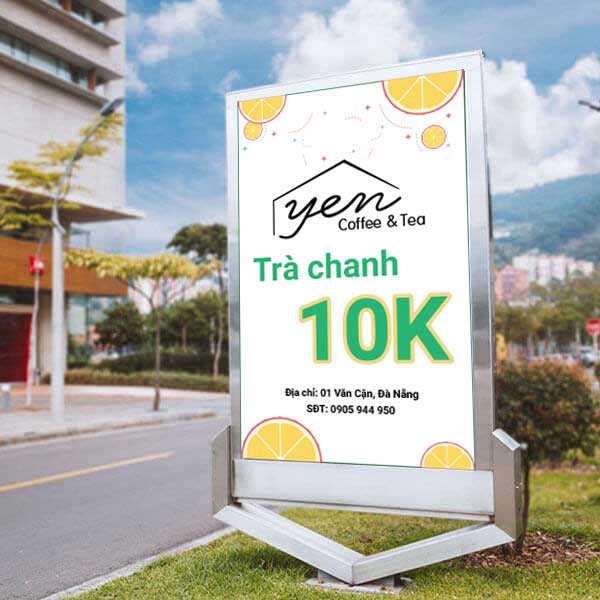 yen
Coffee & Tea
Trà chanh
10K
Địa chỉ: 01 Văn Cận, Đà Nẵng
SĐT: 0905 944 950